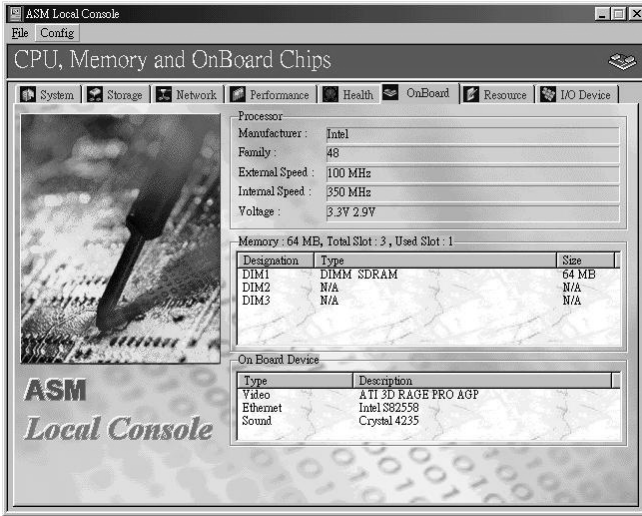 ASM Local Console
File Config
CPU, Memory and OnBoard Chips
System Storage Network Performance Health OnBoard Resource I/O Device
Processor
Manufacturer : Intel
Family : 48
External Speed : 100 MHz
Internal Speed : 350 MHz
Voltage : 3.3V 2.9V
Memory : 64 MB, Total Slot : 3 , Used Slot : 1
Designation Type Size
DIM1 DIMM SDRAM 64 MB
DIM2 N/A N/A
DIM3 N/A N/A
On Board Device
Type Description
Video ATI 3D RAGE PRO AGP
Ethernet Intel S82558
Sound Crystal 4235
ASM
Local Console